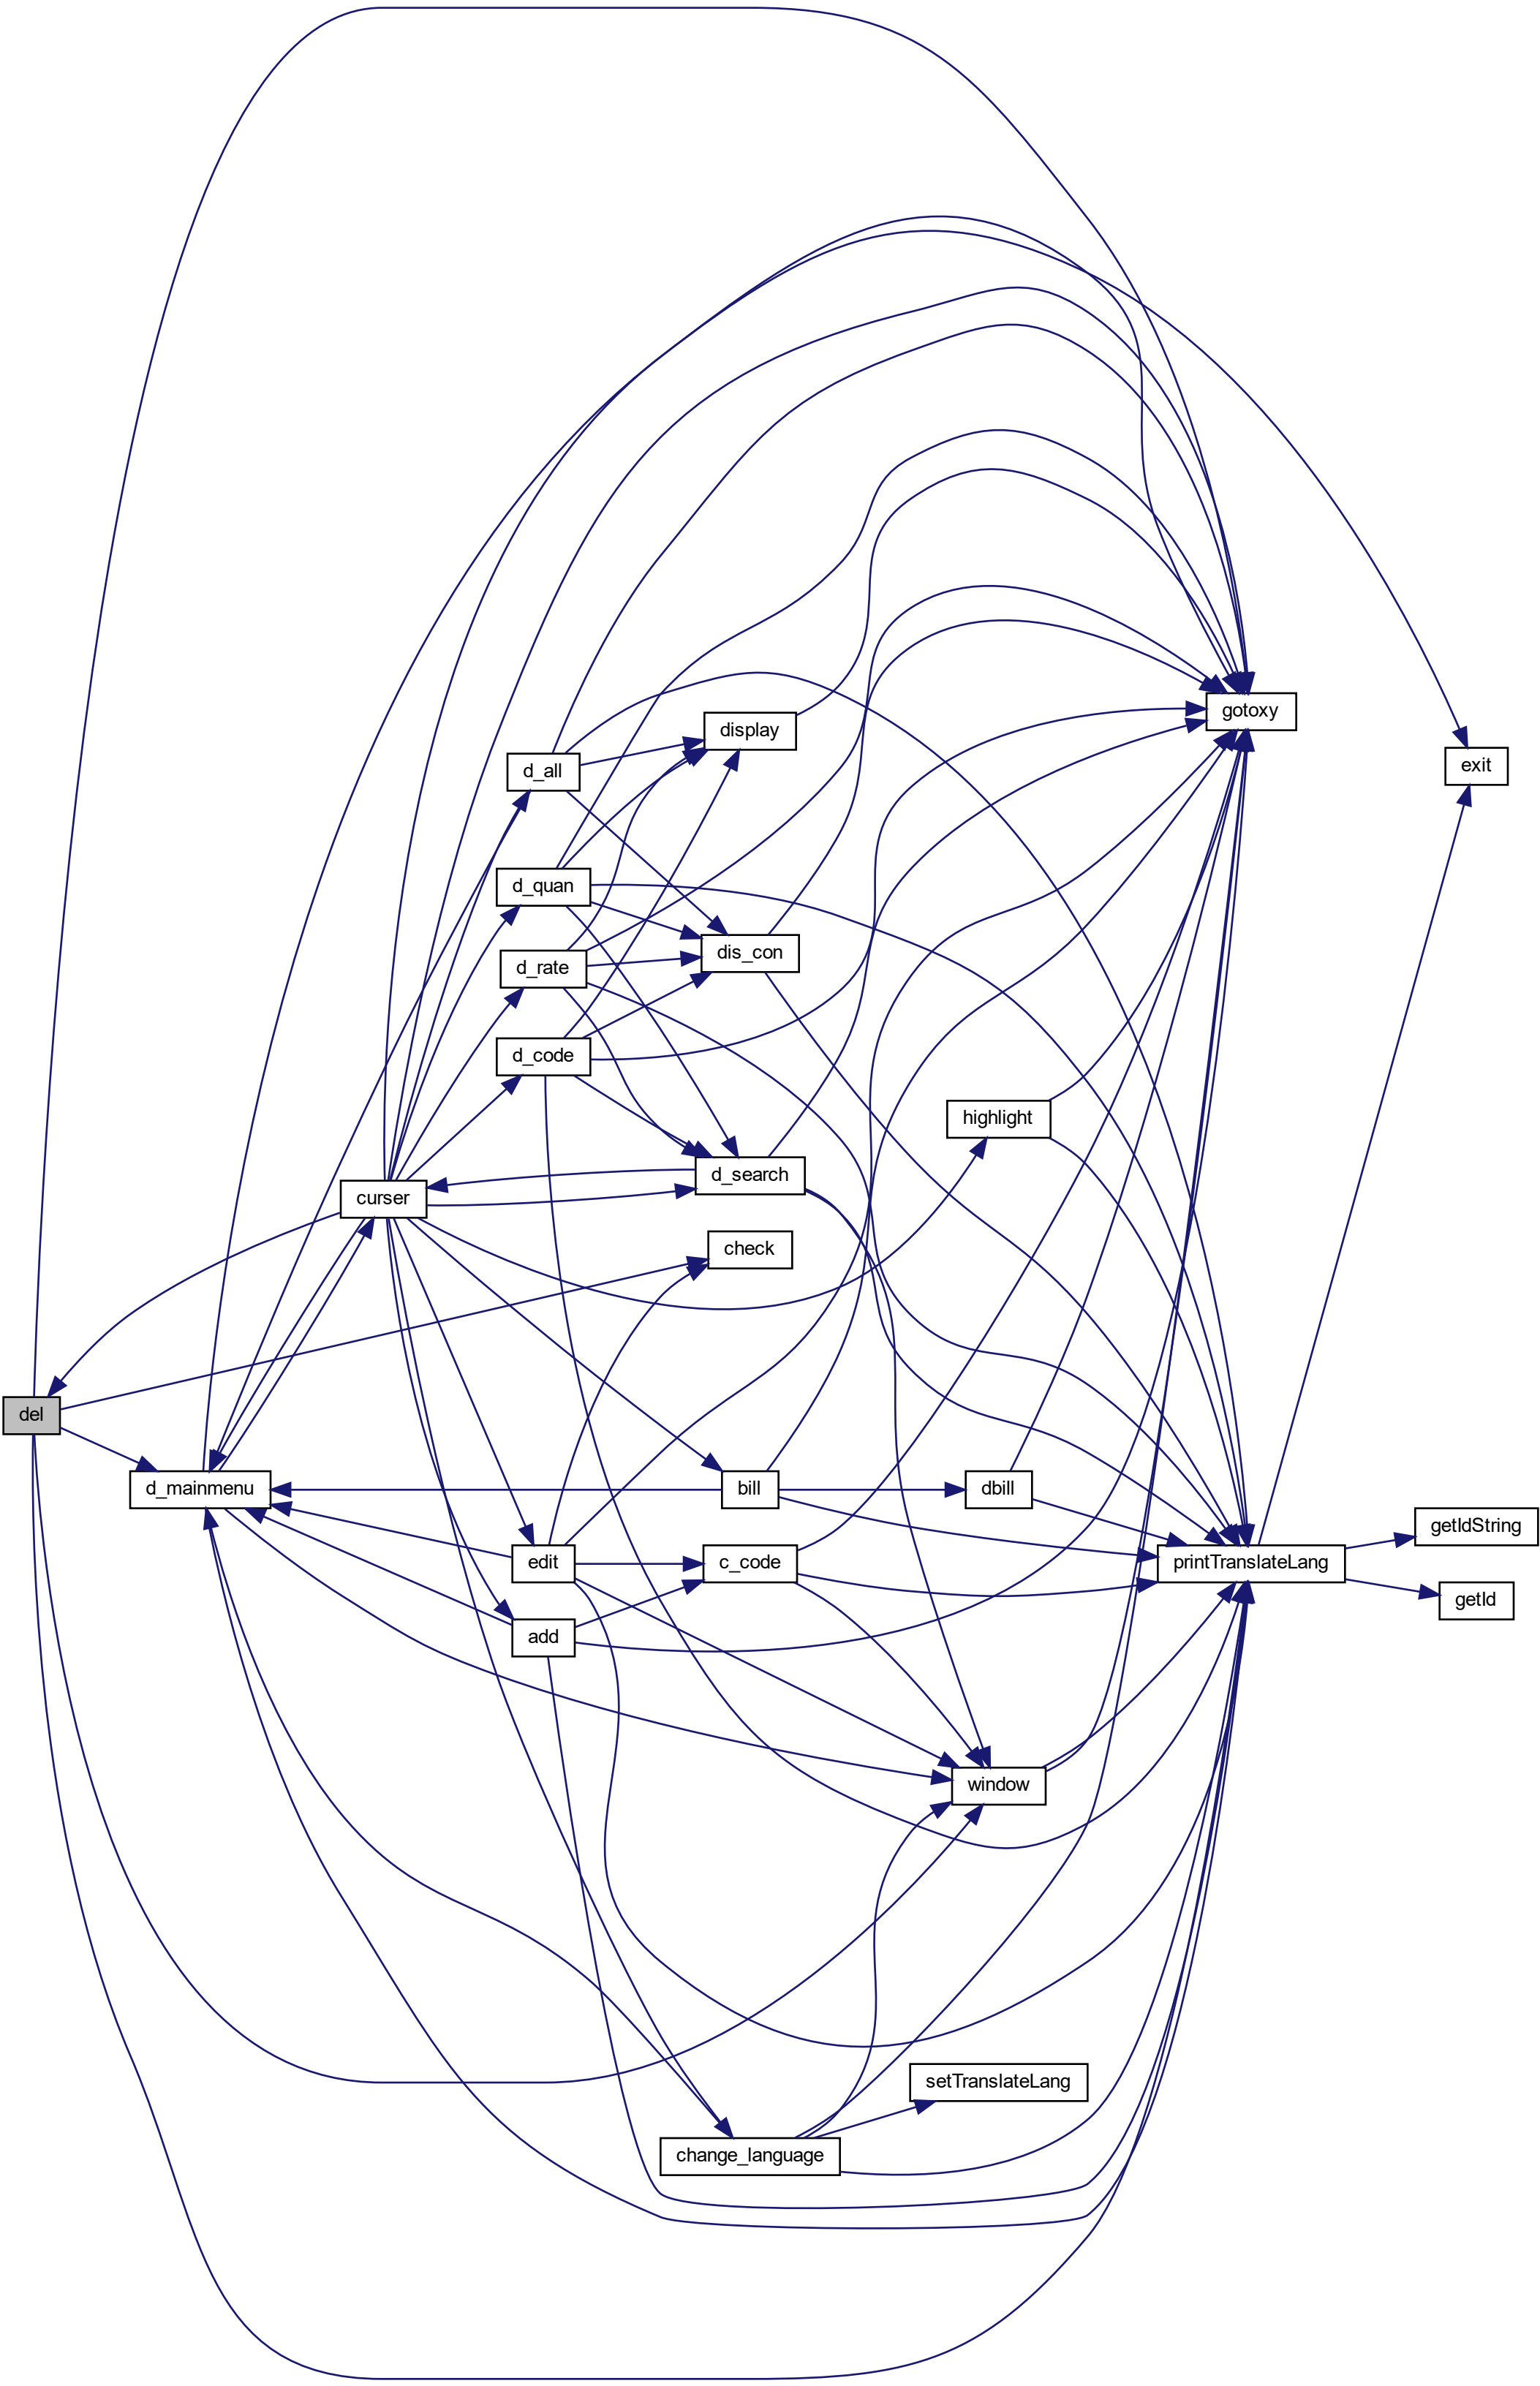 gotoxy
display
exit
d_all
d_quan
dis_con
d_rate
d_code
highlight
d_search
curser
check
del
d_mainmenu
bill
dbill
getIdString
edit
c_code
printTranslateLang
getId
add
window
setTranslateLang
change_language